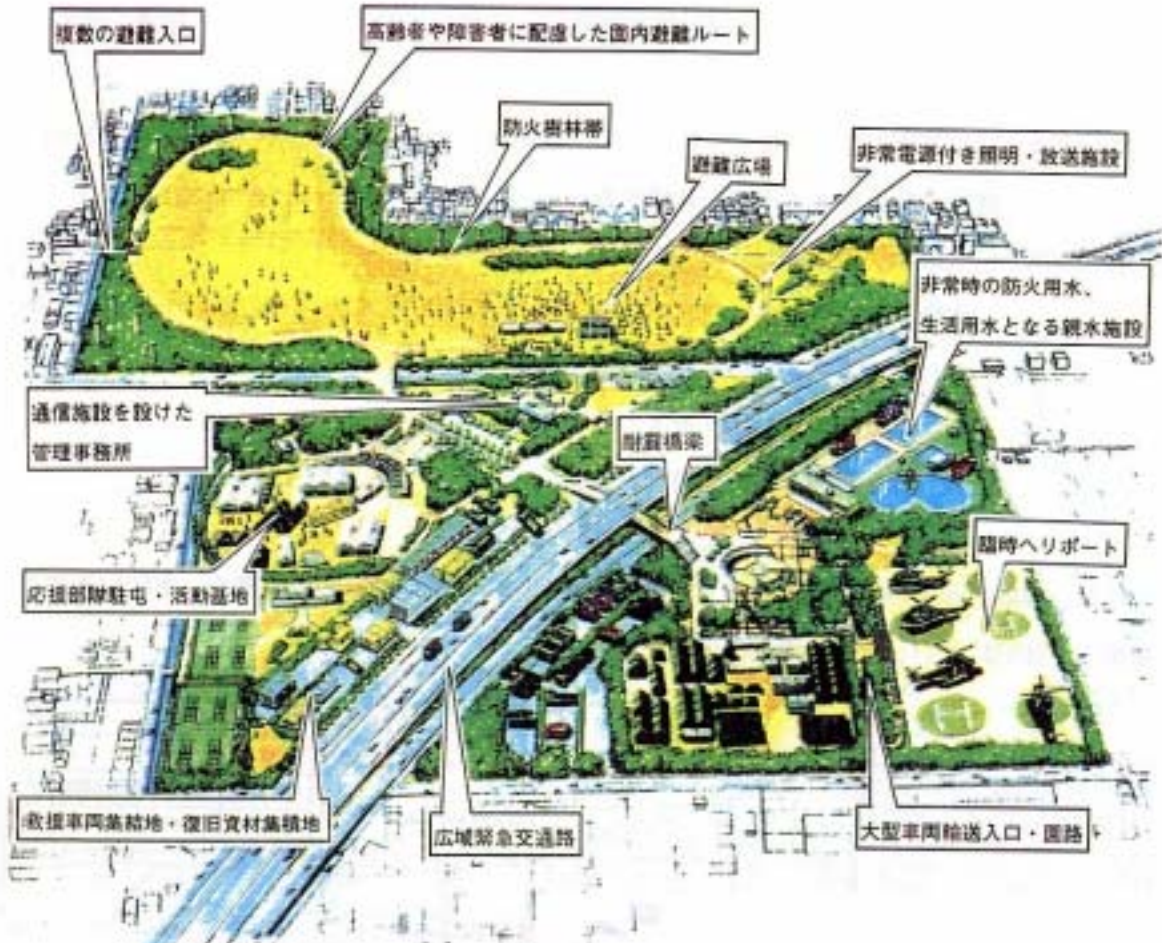 複数の避難入口
高齢者や障害者に配慮した園内避難ルート
防火樹林帯
避難広場
非常電源付き照明・放送施設
非常時の防火用水、
生活用水となる親水施設
通信施設を設けた
管理事務所
耐震橋梁
臨時ヘリポート
応援部隊駐屯・活動基地
救援車両集結地・復旧資材集積地
広域緊急交通路
大型車両輸送入口・園路